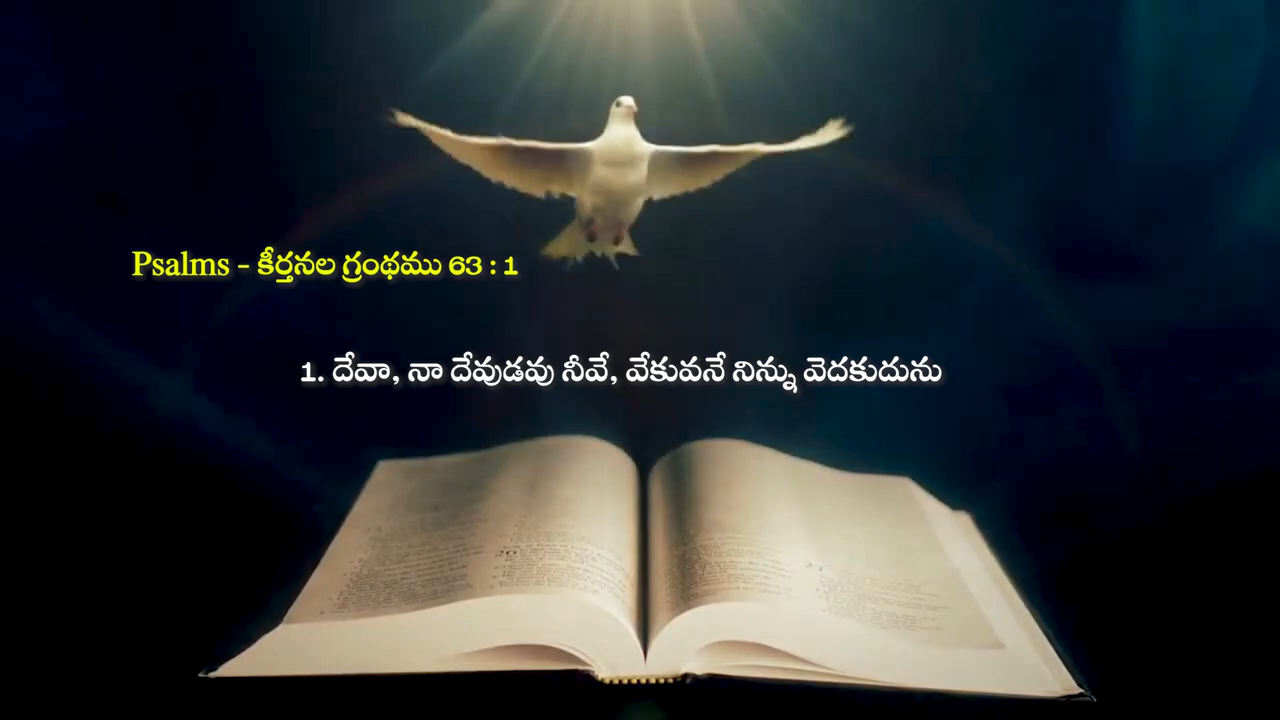 Psalms - కీర్తనల గ్రంథము 63 : 1
1. దేవా, నా దేవుడవు నీవే, వేకువనే నిన్ను వెదకుదును